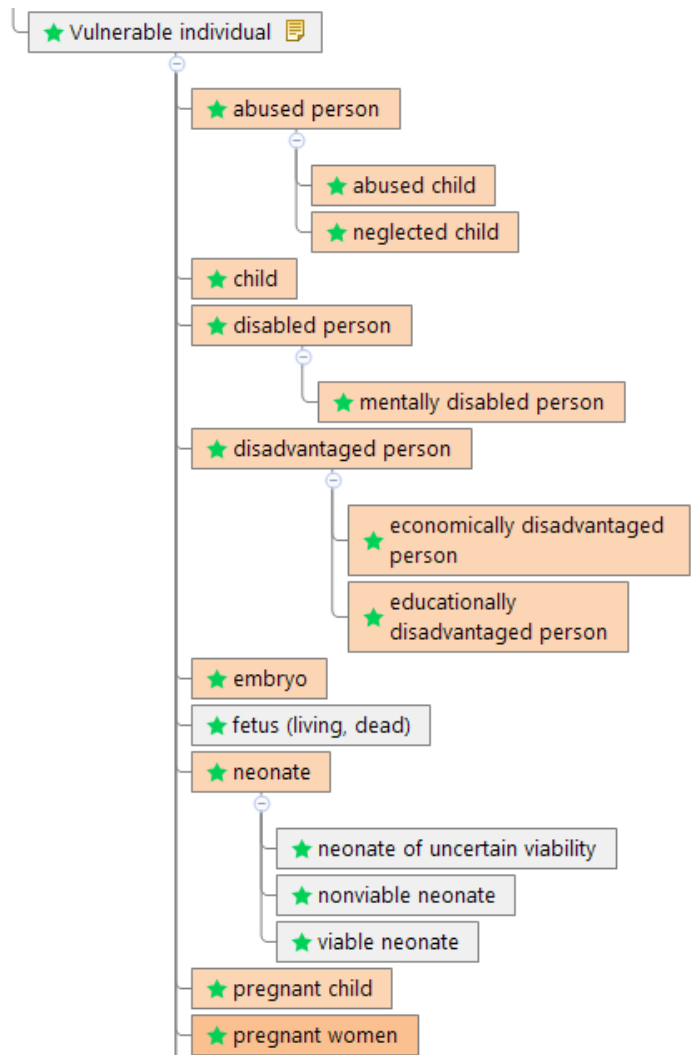 Vulnerable individual
abused person
abused child
neglected child
child
disabled person
mentally disabled person
disadvantaged person
economically disadvantaged
person
educationally
disadvantaged person
embryo
fetus (living, dead)
neonate
neonate of uncertain viability
nonviable neonate
viable neonate
pregnant child
pregnant women